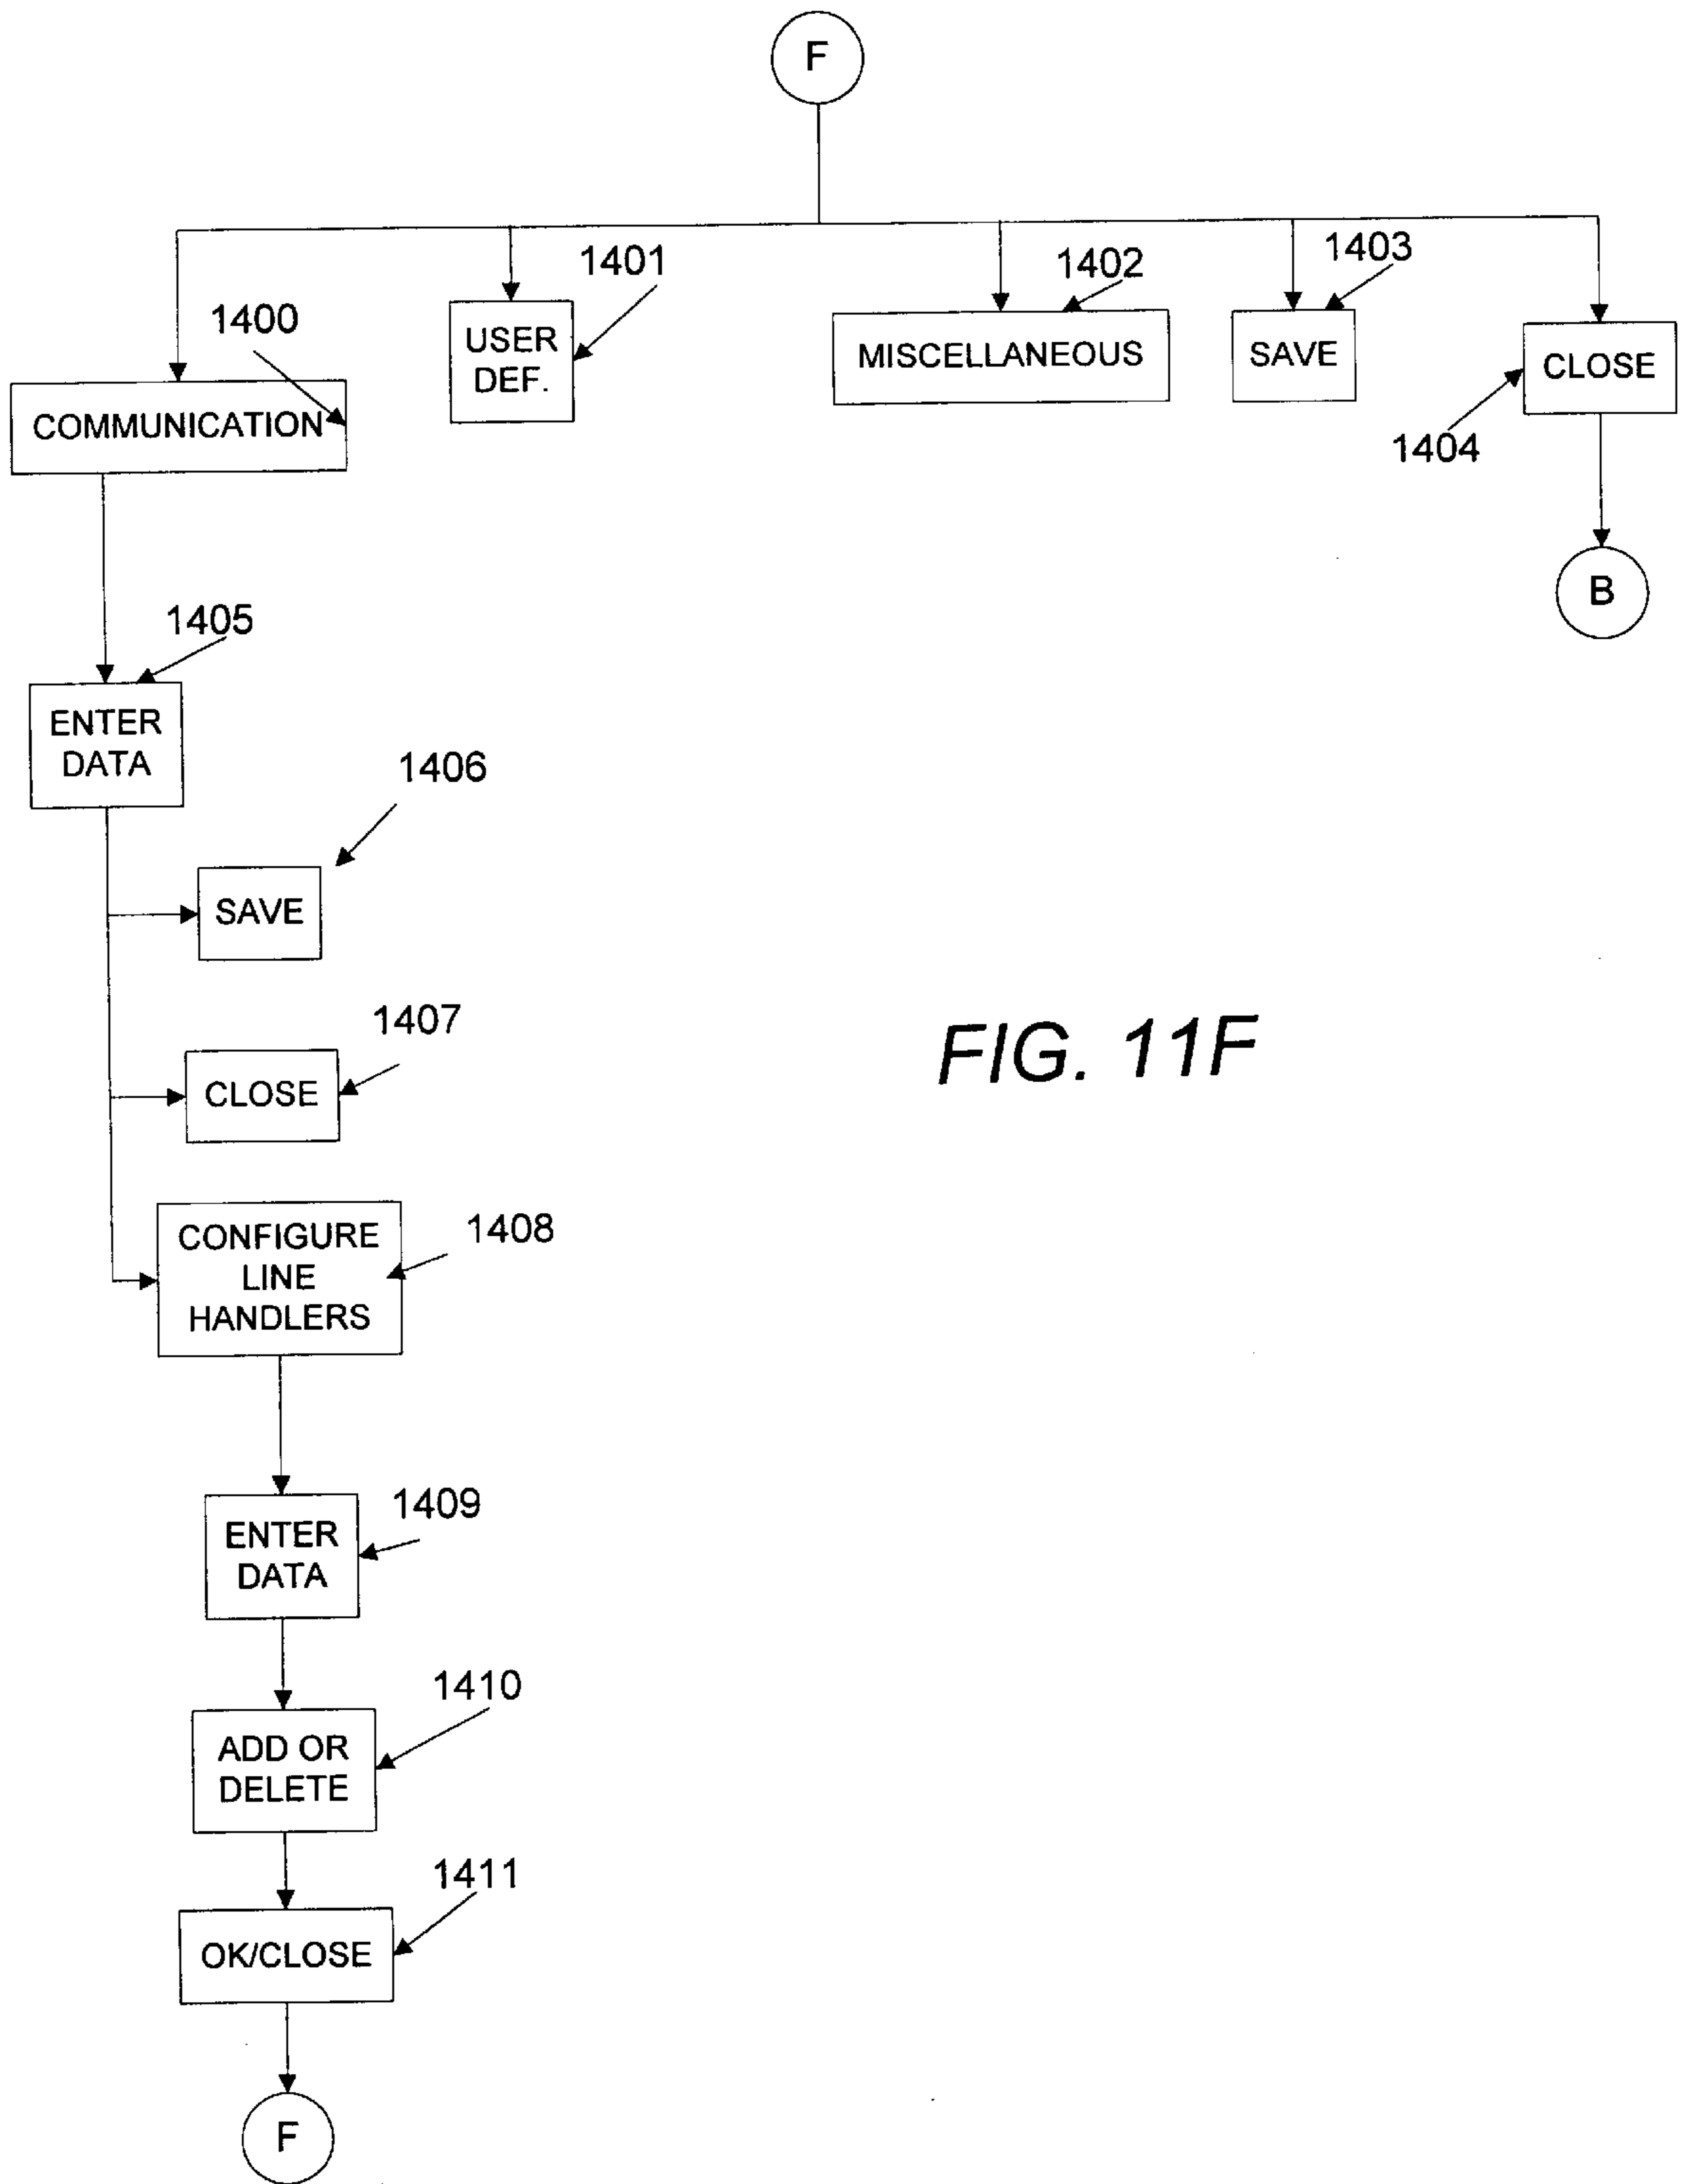 F
1400
1401
1402
1403
COMMUNICATION
USER
DEF.
MISCELLANEOUS
SAVE
CLOSE
1404
B
1405
ENTER
DATA
1406
SAVE
1407
CLOSE
FIG. 11F
1408
CONFIGURE
LINE
HANDLERS
1409
ENTER
DATA
1410
ADD OR
DELETE
1411
OK/CLOSE
F